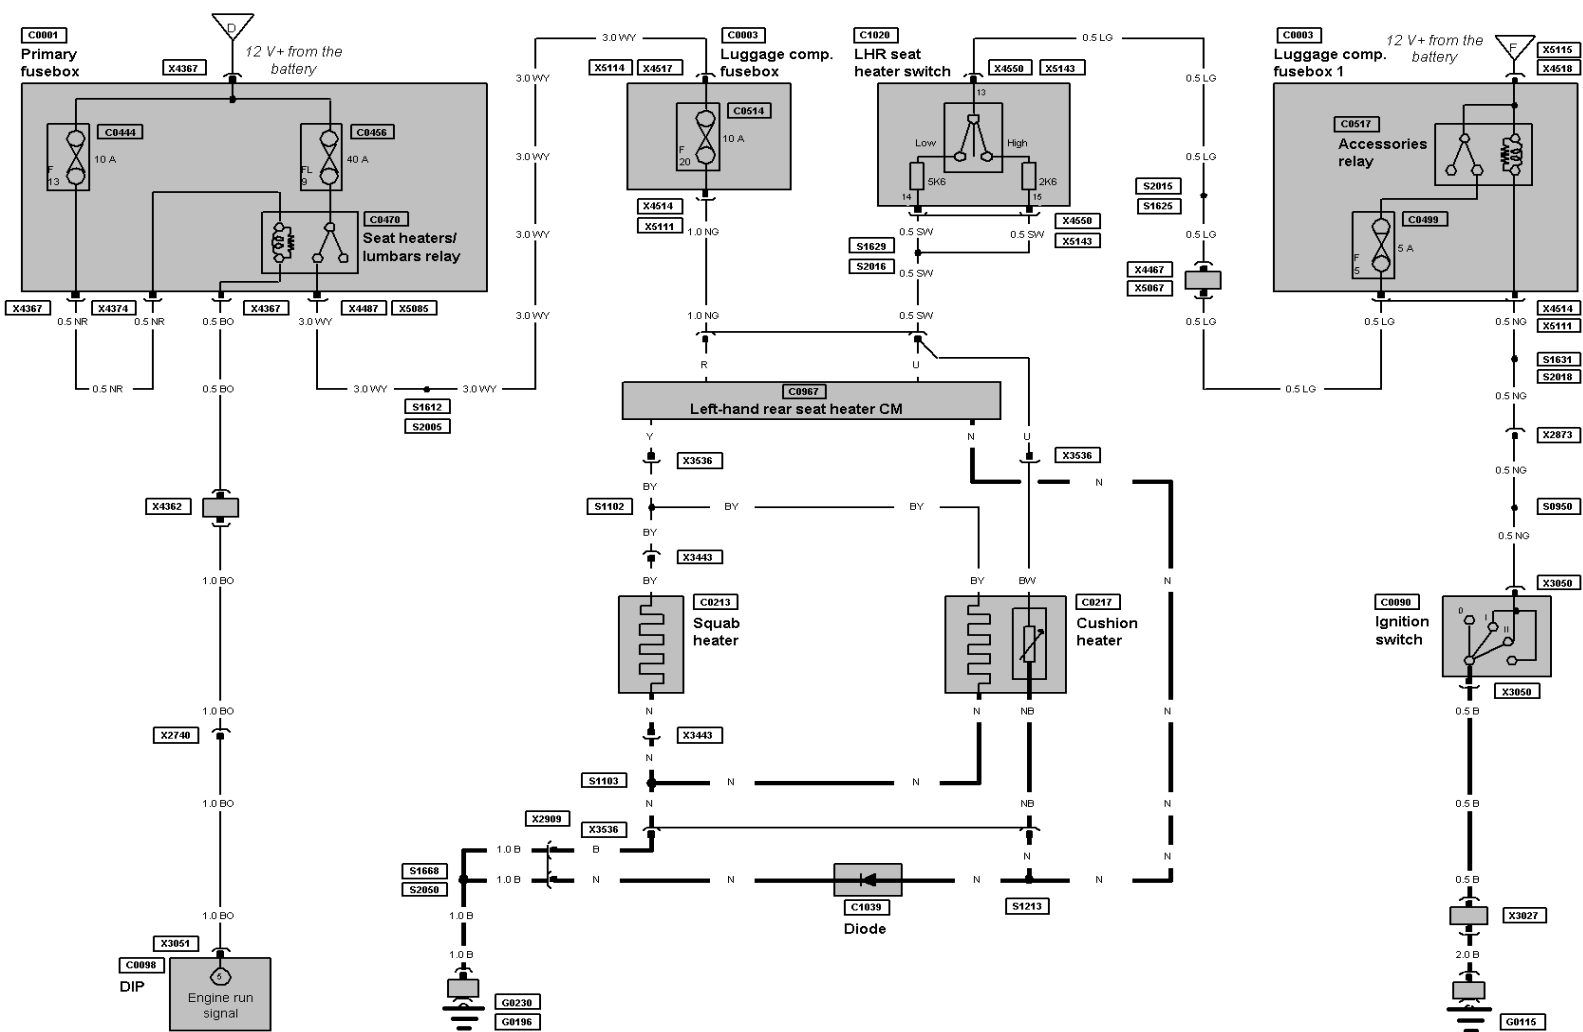 C0001
Primary
fusebox
D
12 V+ from the
battery
X4367
C0444
10 A
F
13
C0456
40 A
FL
9
C0470
Seat heaters/
lumbars relay
X4367
X4374
X4367
X4487
X5085
0.5 NR
0.5 NR
0.5 BO
3.0 WY
0.5 NR
0.5 BO
3.0 WY
3.0 WY
S1612
S2005
3.0 WY
3.0 WY
3.0 WY
3.0 WY
3.0 WY
X4362
1.0 BO
1.0 BO
X2740
1.0 BO
1.0 BO
X3051
C0098
DIP
5
Engine run
signal
C0003
Luggage comp.
fusebox
X5114
X4517
C0514
10 A
F
20
X4514
X5111
1.0 NG
1.0 NG
R
C1020
LHR seat
heater switch
X4550
X5143
13
Low
High
5K6
2K6
14
15
X4550
X5143
0.5 SW
0.5 SW
S1629
S2016
0.5 SW
0.5 SW
U
0.5 LG
0.5 LG
0.5 LG
S2015
S1625
0.5 LG
X4467
X5067
0.5 LG
0.5 LG
0.5 LG
C0003
Luggage comp.
fusebox 1
12 V+ from the
battery
F
X5115
X4518
C0517
Accessories
relay
C0499
5 A
F
5
X4514
X5111
0.5 NG
S1631
S2018
0.5 NG
X2873
0.5 NG
S0950
0.5 NG
X3050
C0090
Ignition
switch
0
I
II
X3050
0.5 B
0.5 B
0.5 B
X3027
2.0 B
G0115
C0967
Left-hand rear seat heater CM
Y
N
U
X3536
X3536
BY
N
S1102
BY
BY
BY
X3443
BY
BY
BW
N
C0213
Squab
heater
C0217
Cushion
heater
N
N
NB
N
X3443
N
S1103
N
N
N
NB
N
X2909
X3536
1.0 B
B
N
N
S1668
S2050
1.0 B
N
N
N
N
C1039
Diode
S1213
1.0 B
1.0 B
G0230
G0196